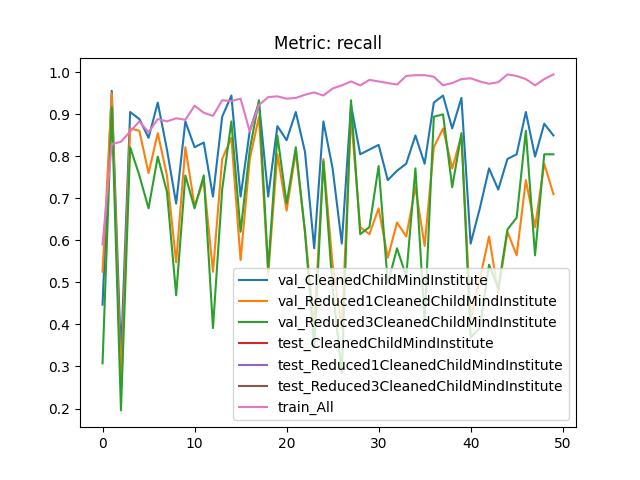 Metric: recall
1.0
0.9
0.8
0.7
0.6
0.5
0.4
0.3
0.2
val_CleanedChildMindInstitute
val_Reduced1CleanedChildMindInstitute
val_Reduced3CleanedChildMindInstitute
test_CleanedChildMindInstitute
test_Reduced1CleanedChildMindInstitute
test_Reduced3CleanedChildMindInstitute
train_All
0 10 20 30 40 50